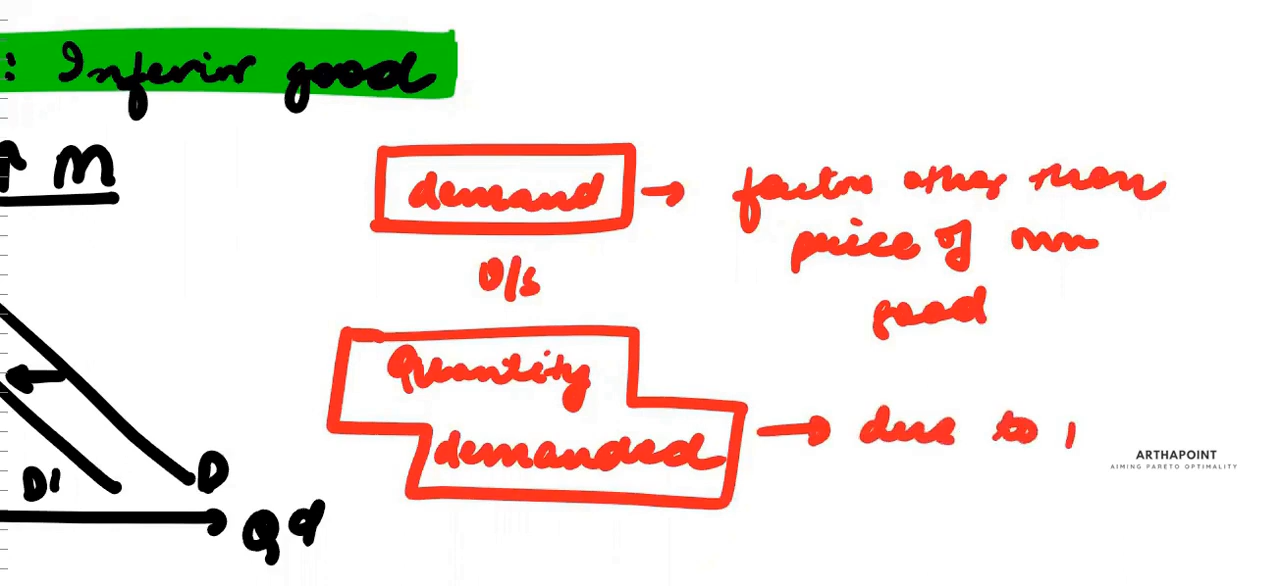 : Inferior good
↑ M
demand → factors other than
price of own
good
D/s
Quantity
demanded → due to
D'
D
Qd
ARTHAPOINT
AIMING PARETO OPTIMALITY